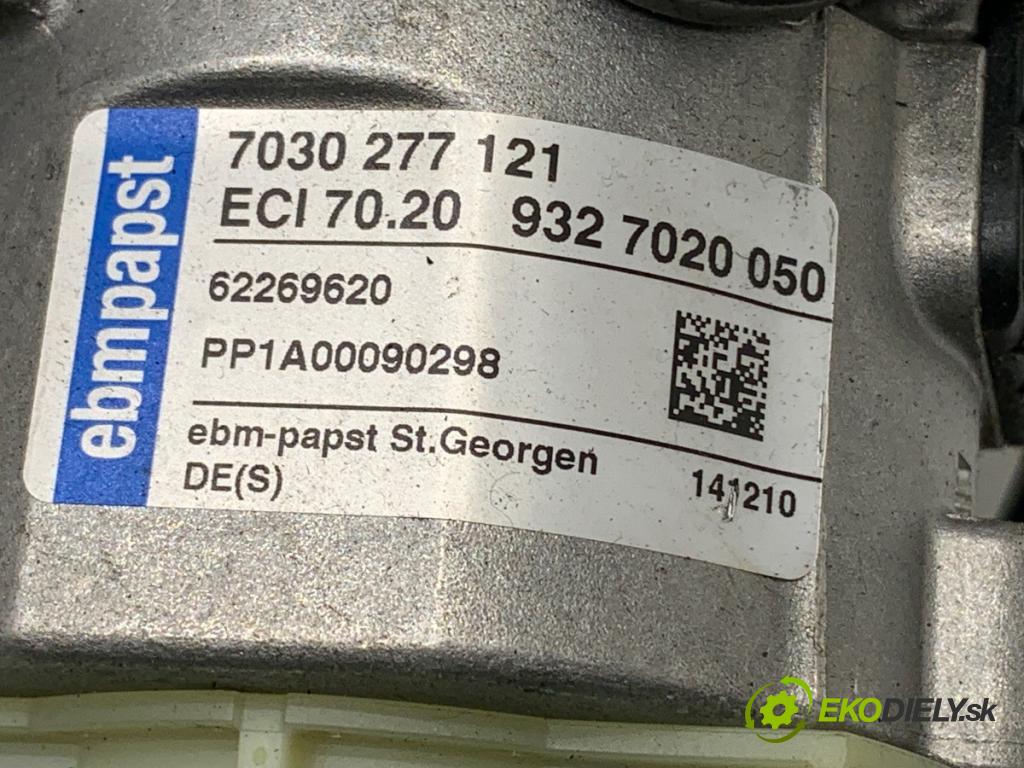 ebmpapst
7030 277 121
ECI 70.20 932 7020 050
62269620
PP1A00090298
ebm-papst St.Georgen
DE(S)
141210
EKODIELY.sk